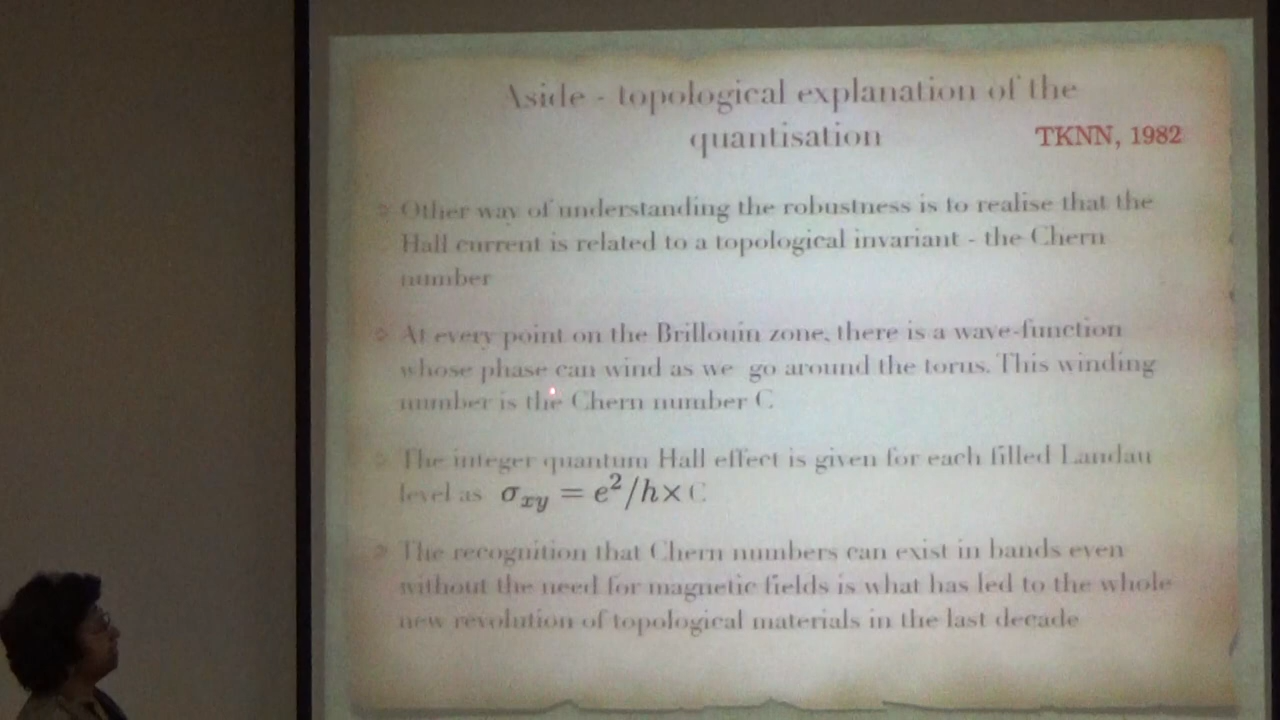 Aside - topological explanation of the
quantisation
TKNN, 1982
Other way of understanding the robustness is to realise that the
Hall current is related to a topological invariant - the Chern
number
At every point on the Brillouin zone, there is a wave-function
whose phase can wind as we go around the torus. This winding
number is the Chern number C
The integer quantum Hall effect is given for each filled Landau
level as σ_xy = e²/h× C
The recognition that Chern numbers can exist in bands even
without the need for magnetic fields is what has led to the whole
new revolution of topological materials in the last decade